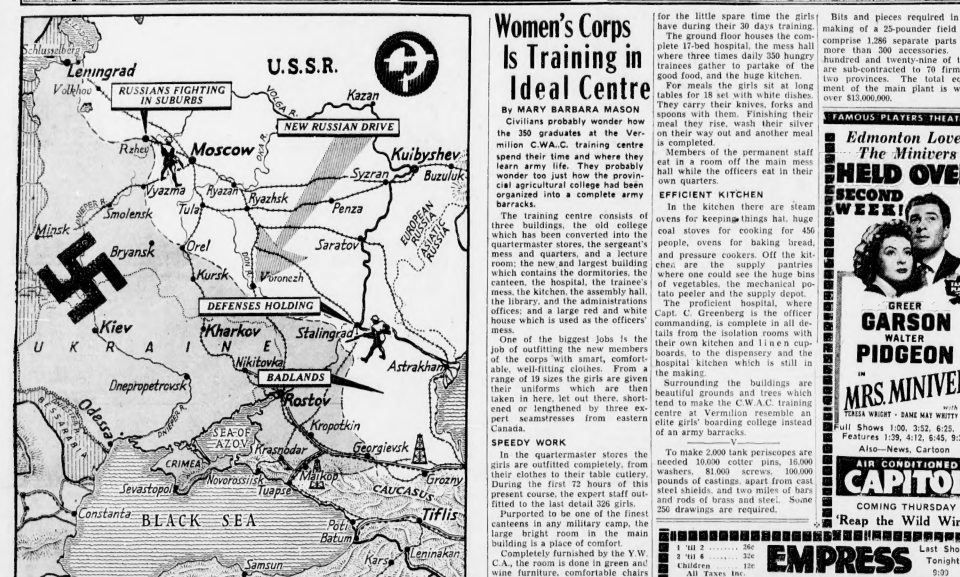 Schlusselberg
Leningrad
Volkhov
U.S.S.R.
RUSSIANS FIGHTING
IN SUBURBS
VOLGA R.
Kazan
OKA R.
NEW RUSSIAN DRIVE
Rzhev
Moscow
Kuibyshev
Buzuluk
Syzran
Vyazma
Ryazan
Ryazhsk
DNIEPER R.
Smolensk
Tula
Penza
Minsk
EUROPEAN
RUSSIA
ASIATIC
RUSSIA
Orel
Saratov
Bryansk
DON R.
Kursk
Voronezh
DEFENSES HOLDING
Kiev
Kharkov
Stalingrad
UKRAINE
Astrakhan
Nikitovka
BADLANDS
Dnepropetrovsk
Rostov
BESSARABIA
Odessa
DNIEPER R.
Kropotkin
SEA OF
AZOV
Krasnodar
Georgievsk
CRIMEA
Maikop
Grozny
Novorossiisk
Sevastopol
Tuapse
CAUCASUS
Constanta
BLACK SEA
Tiflis
Poti
Batum
Leninakan
Kars
Samsun
Women's Corps
Is Training in
Ideal Centre
By MARY BARBARA MASON
Civilians probably wonder how
the 350 graduates at the Ver-
milion C.WA..C. training centre
spend their time and where they
learn army life. They probably
wonder too just how the provin-
cial agricultural college had been
organized into a complete army
barracks.
The training centre consists of
three buildings, the old college
which has been converted into the
quartermaster stores, the sergeant's
mess and quarters, and a lecture
room; the new and largest building
which contains the dormitories, the
canteen, the hospital, the trainee's
mess, the kitchen, the assembly hall,
the library, and the administrations
offices; and a large red and white
house which is used as the officers'
mess.
One of the biggest jobs is the
job of outfitting the new members
of the corps with smart, comfort-
able, well-fitting clothes. From a
range of 19 sizes the girls are given
their uniforms which are then
taken in here, let out there, short-
ened or lengthened by three ex-
pert seamstresses from eastern
Canada.
SPEEDY WORK
In the quartermaster stores the
girls are outfitted completely, from
their clothes to their table cutlery.
During the first 72 hours of this
present course, the expert staff out-
fitted to the last detail 326 girls.
Purported to be one of the finest
canteens in any military camp, the
large bright room in the main
building is a place of comfort.
Completely furnished by the Y.W.
C.A., the room is done in green and
wine furniture, comfortable chairs
for the little spare time the girls
have during their 30 days training.
The ground floor houses the com-
plete 17-bed hospital, the mess hall
where three times daily 350 hungry
trainees gather to partake of the
good food, and the huge kitchen.
For meals the girls sit at long
tables for 18 set with white dishes.
They carry their knives, forks and
spoons with them. Finishing their
meal they rise, wash their silver
on their way out and another meal
is completed.
Members of the permanent staff
eat in a room off the main mess
hall while the officers eat in their
own quarters.
EFFICIENT KITCHEN
In the kitchen there are steam
ovens for keeping things hat, huge
coal stoves for cooking for 456
people, ovens for baking bread,
and pressure cookers. Off the kit-
chen are the supply pantries
where one could see the huge bins
of vegetables, the mechanical po-
tato peeler and the supply depot.
The proficient hospital, where
Capt. C. Greenberg is the officer
commanding, is complete in all de-
tails from the isolation rooms with
their own kitchen and linen cup-
boards, to the dispensery and the
hospital kitchen which is still in
the making.
Surrounding the buildings are
beautiful grounds and trees which
tend to make the C.W.A.C. training
centre at Vermilion resemble an
elite girls' boarding college instead
of an army barracks.
V
To make 2,000 tank periscopes are
needed 10,000 cotter pins, 16,000
washers, 81,000 screws, 100,000
pounds of castings, apart from cast
steel shields, and two miles of bars
and rods of brass and steel. Some
250 drawings are required.
Bits and pieces required in
making of a 25-pounder field
comprise 1,286 separate parts
more than 300 accessories.
hundred and twenty-nine of t
are sub-contracted to 70 firm
two provinces. The total eq
ment of the main plant is w
over $13,000,000.
FAMOUS PLAYERS THEAT
Edmonton Love
The Minivers
HELD OVE
SECOND
WEEK!
GREER
GARSON
WALTER
PIDGEON
IN
MRS. MINIVE
with
TERESA WRIGHT • DAME MAY WHITTY
Full Shows 1:00, 3:52, 6:25,
Features 1:39, 4:12, 6:45, 9:
Also—News, Cartoon
AIR CONDITIONED
CAPITO
COMING THURSDAY
'Reap the Wild Win
1 'til 2 ........ 26c
2 'til 6 ........ 32c
Children ....... 12c
All Taxes Inc.
EMPRESS
Last Sho
Tonight
9:00